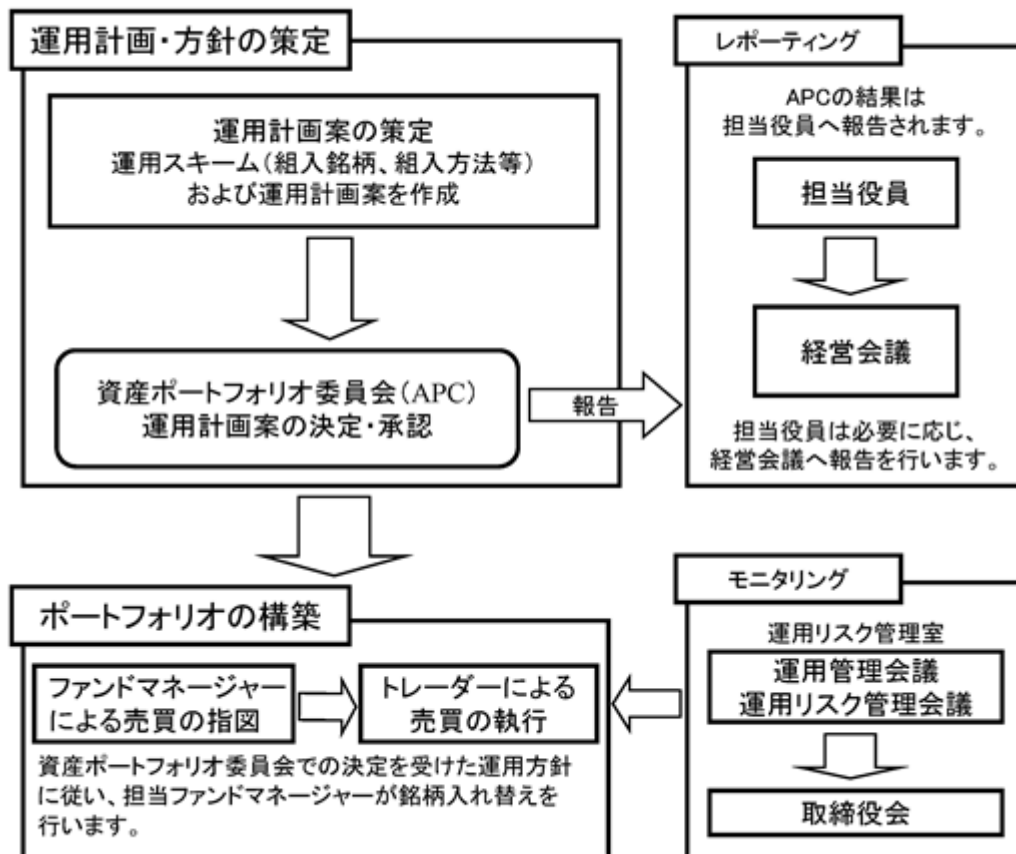 運用計画・方針の策定
運用計画案の策定
運用スキーム(組入銘柄、組入方法等)
および運用計画案を作成
資産ポートフォリオ委員会(APC)
運用計画案の決定・承認
報告
レポーティング
APCの結果は
担当役員へ報告されます。
担当役員
経営会議
担当役員は必要に応じ、
経営会議へ報告を行います。
ポートフォリオの構築
ファンドマネージャー
による売買の指図
トレーダーによる
売買の執行
資産ポートフォリオ委員会での決定を受けた運用方針
に従い、担当ファンドマネージャーが銘柄入れ替えを
行います。
モニタリング
運用リスク管理室
運用管理会議
運用リスク管理会議
取締役会